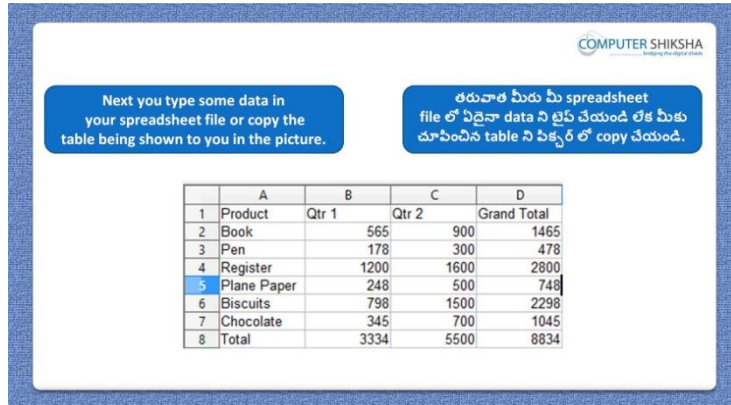 COMPUTER SHIKSHA
Bridging the digital divide
Next you type some data in
your spreadsheet file or copy the
table being shown to you in the picture.
తరువాత మీరు మీ spreadsheet
file లో ఏదైనా data ని టైప్ చేయండి లేక మీకు
చూపించిన table ని పిక్చర్ లో copy చేయండి.
A B C D
1 Product Qtr 1 Qtr 2 Grand Total
2 Book 565 900 1465
3 Pen 178 300 478
4 Register 1200 1600 2800
5 Plane Paper 248 500 748
6 Biscuits 798 1500 2298
7 Chocolate 345 700 1045
8 Total 3334 5500 8834